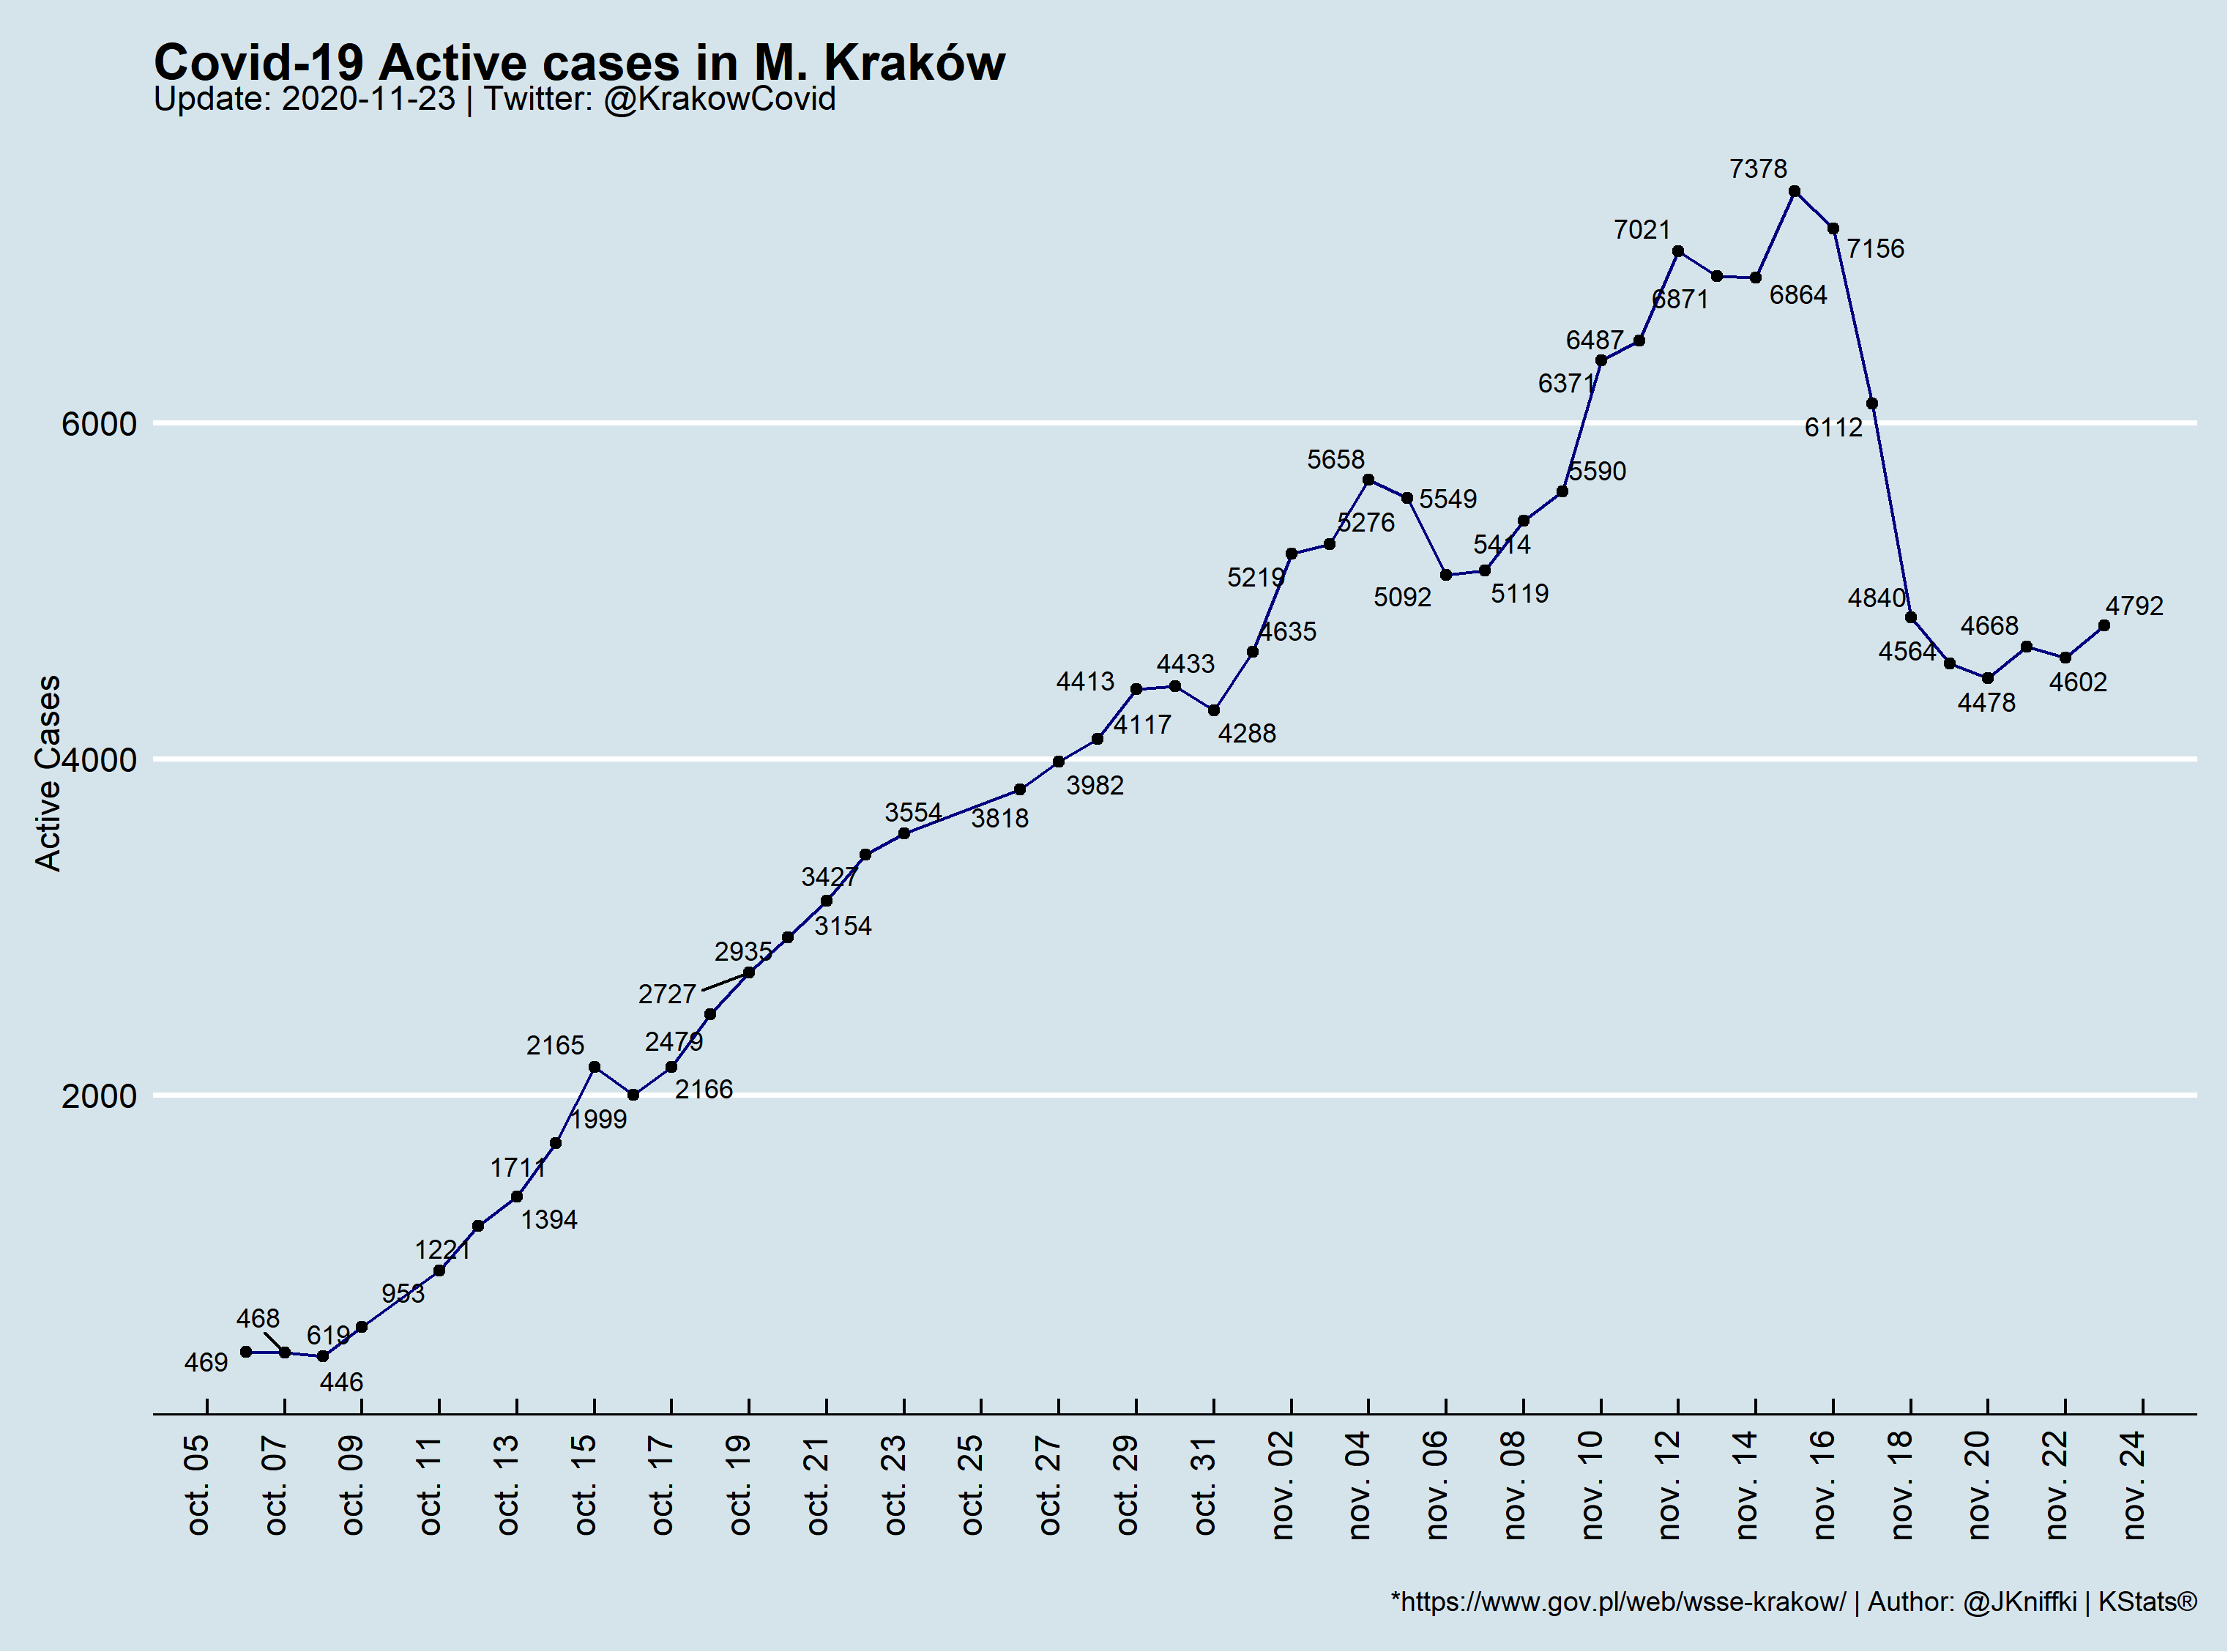 Covid-19 Active cases in M. Kraków
Update: 2020-11-23 | Twitter: @KrakowCovid
Active Cases
6000
4000
2000
469
468
446
619
953
1221
1394
1711
2165
1999
2166
2479
2727
2935
3154
3427
3554
3818
3982
4117
4413
4433
4288
4635
5219
5276
5658
5549
5092
5119
5414
5590
6371
6487
7021
6871
6864
7378
7156
6112
4840
4564
4478
4668
4602
4792
oct. 05
oct. 07
oct. 09
oct. 11
oct. 13
oct. 15
oct. 17
oct. 19
oct. 21
oct. 23
oct. 25
oct. 27
oct. 29
oct. 31
nov. 02
nov. 04
nov. 06
nov. 08
nov. 10
nov. 12
nov. 14
nov. 16
nov. 18
nov. 20
nov. 22
nov. 24
*https://www.gov.pl/web/wsse-krakow/ | Author: @JKniffki | KStats®